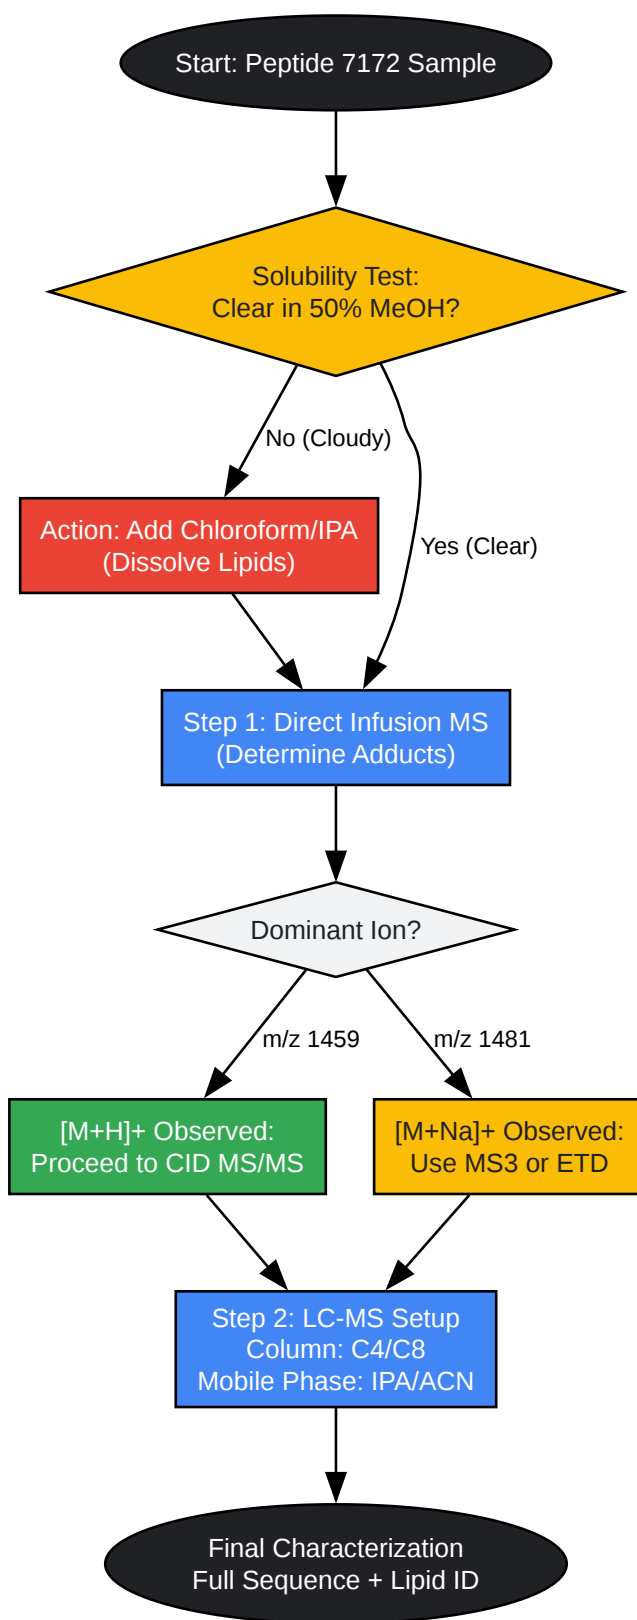 Start: Peptide 7172 Sample
Solubility Test:
Clear in 50% MeOH?
No (Cloudy)
Action: Add Chloroform/IPA
(Dissolve Lipids)
Yes (Clear)
Step 1: Direct Infusion MS
(Determine Adducts)
Dominant Ion?
m/z 1459
m/z 1481
[M+H]+ Observed:
Proceed to CID MS/MS
[M+Na]+ Observed:
Use MS3 or ETD
Step 2: LC-MS Setup
Column: C4/C8
Mobile Phase: IPA/ACN
Final Characterization
Full Sequence + Lipid ID